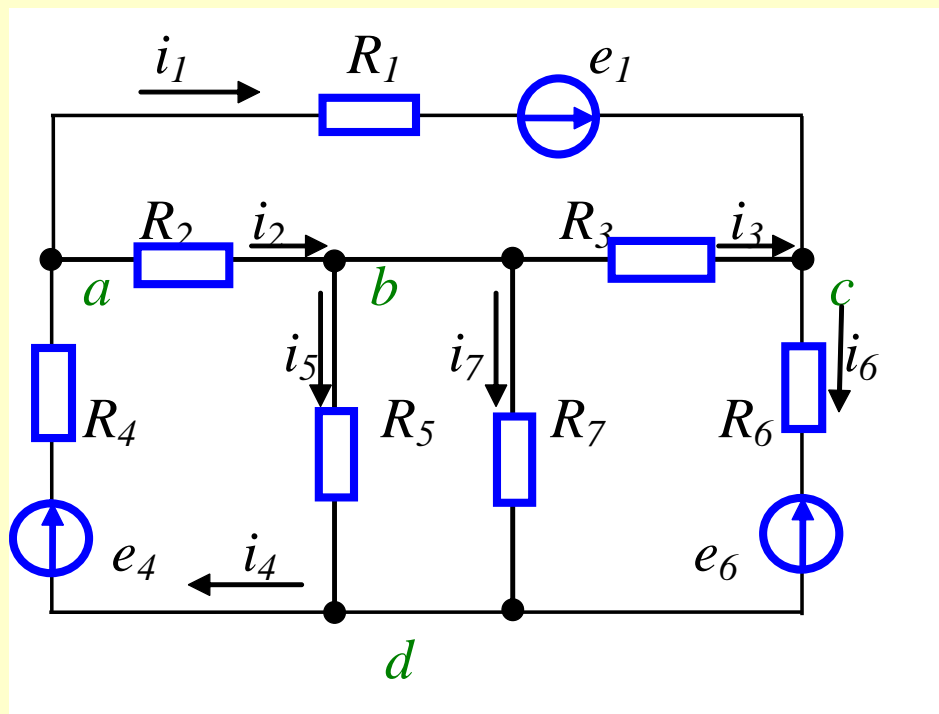 i1 R1 e1
R2 i2 R3 i3
a b c
i5 i7 i6
R4 R5 R7 R6
e4 i4 e6
d